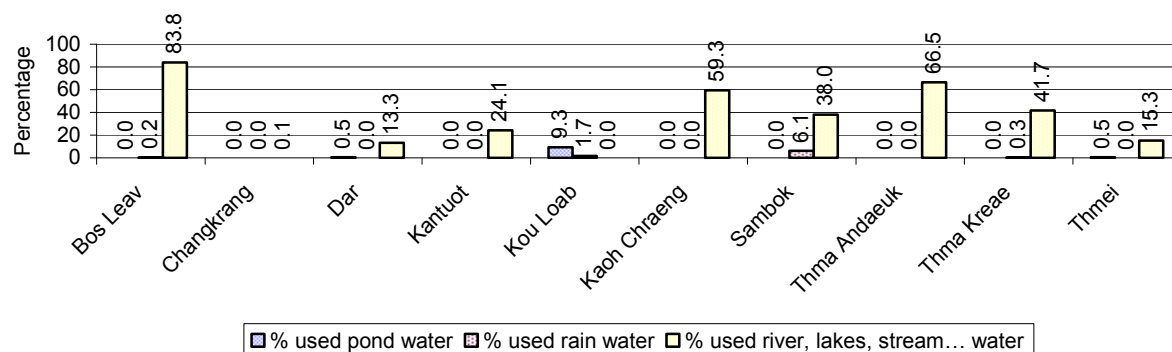 Percentage
100
80
60
40
20
0
0.0 0.2 83.8
0.0 0.0 0.1
0.5 0.0 13.3
0.0 0.0 24.1
9.3 1.7 0.0
0.0 0.0 59.3
0.0 6.1 38.0
0.0 0.0 66.5
0.0 0.3 41.7
0.5 0.0 15.3
Bos Leav
Changkrang
Dar
Kantuot
Kou Loab
Kaoh Chraeng
Sambok
Thma Andaeuk
Thma Kreae
Thmei
% used pond water % used rain water % used river, lakes, stream… water